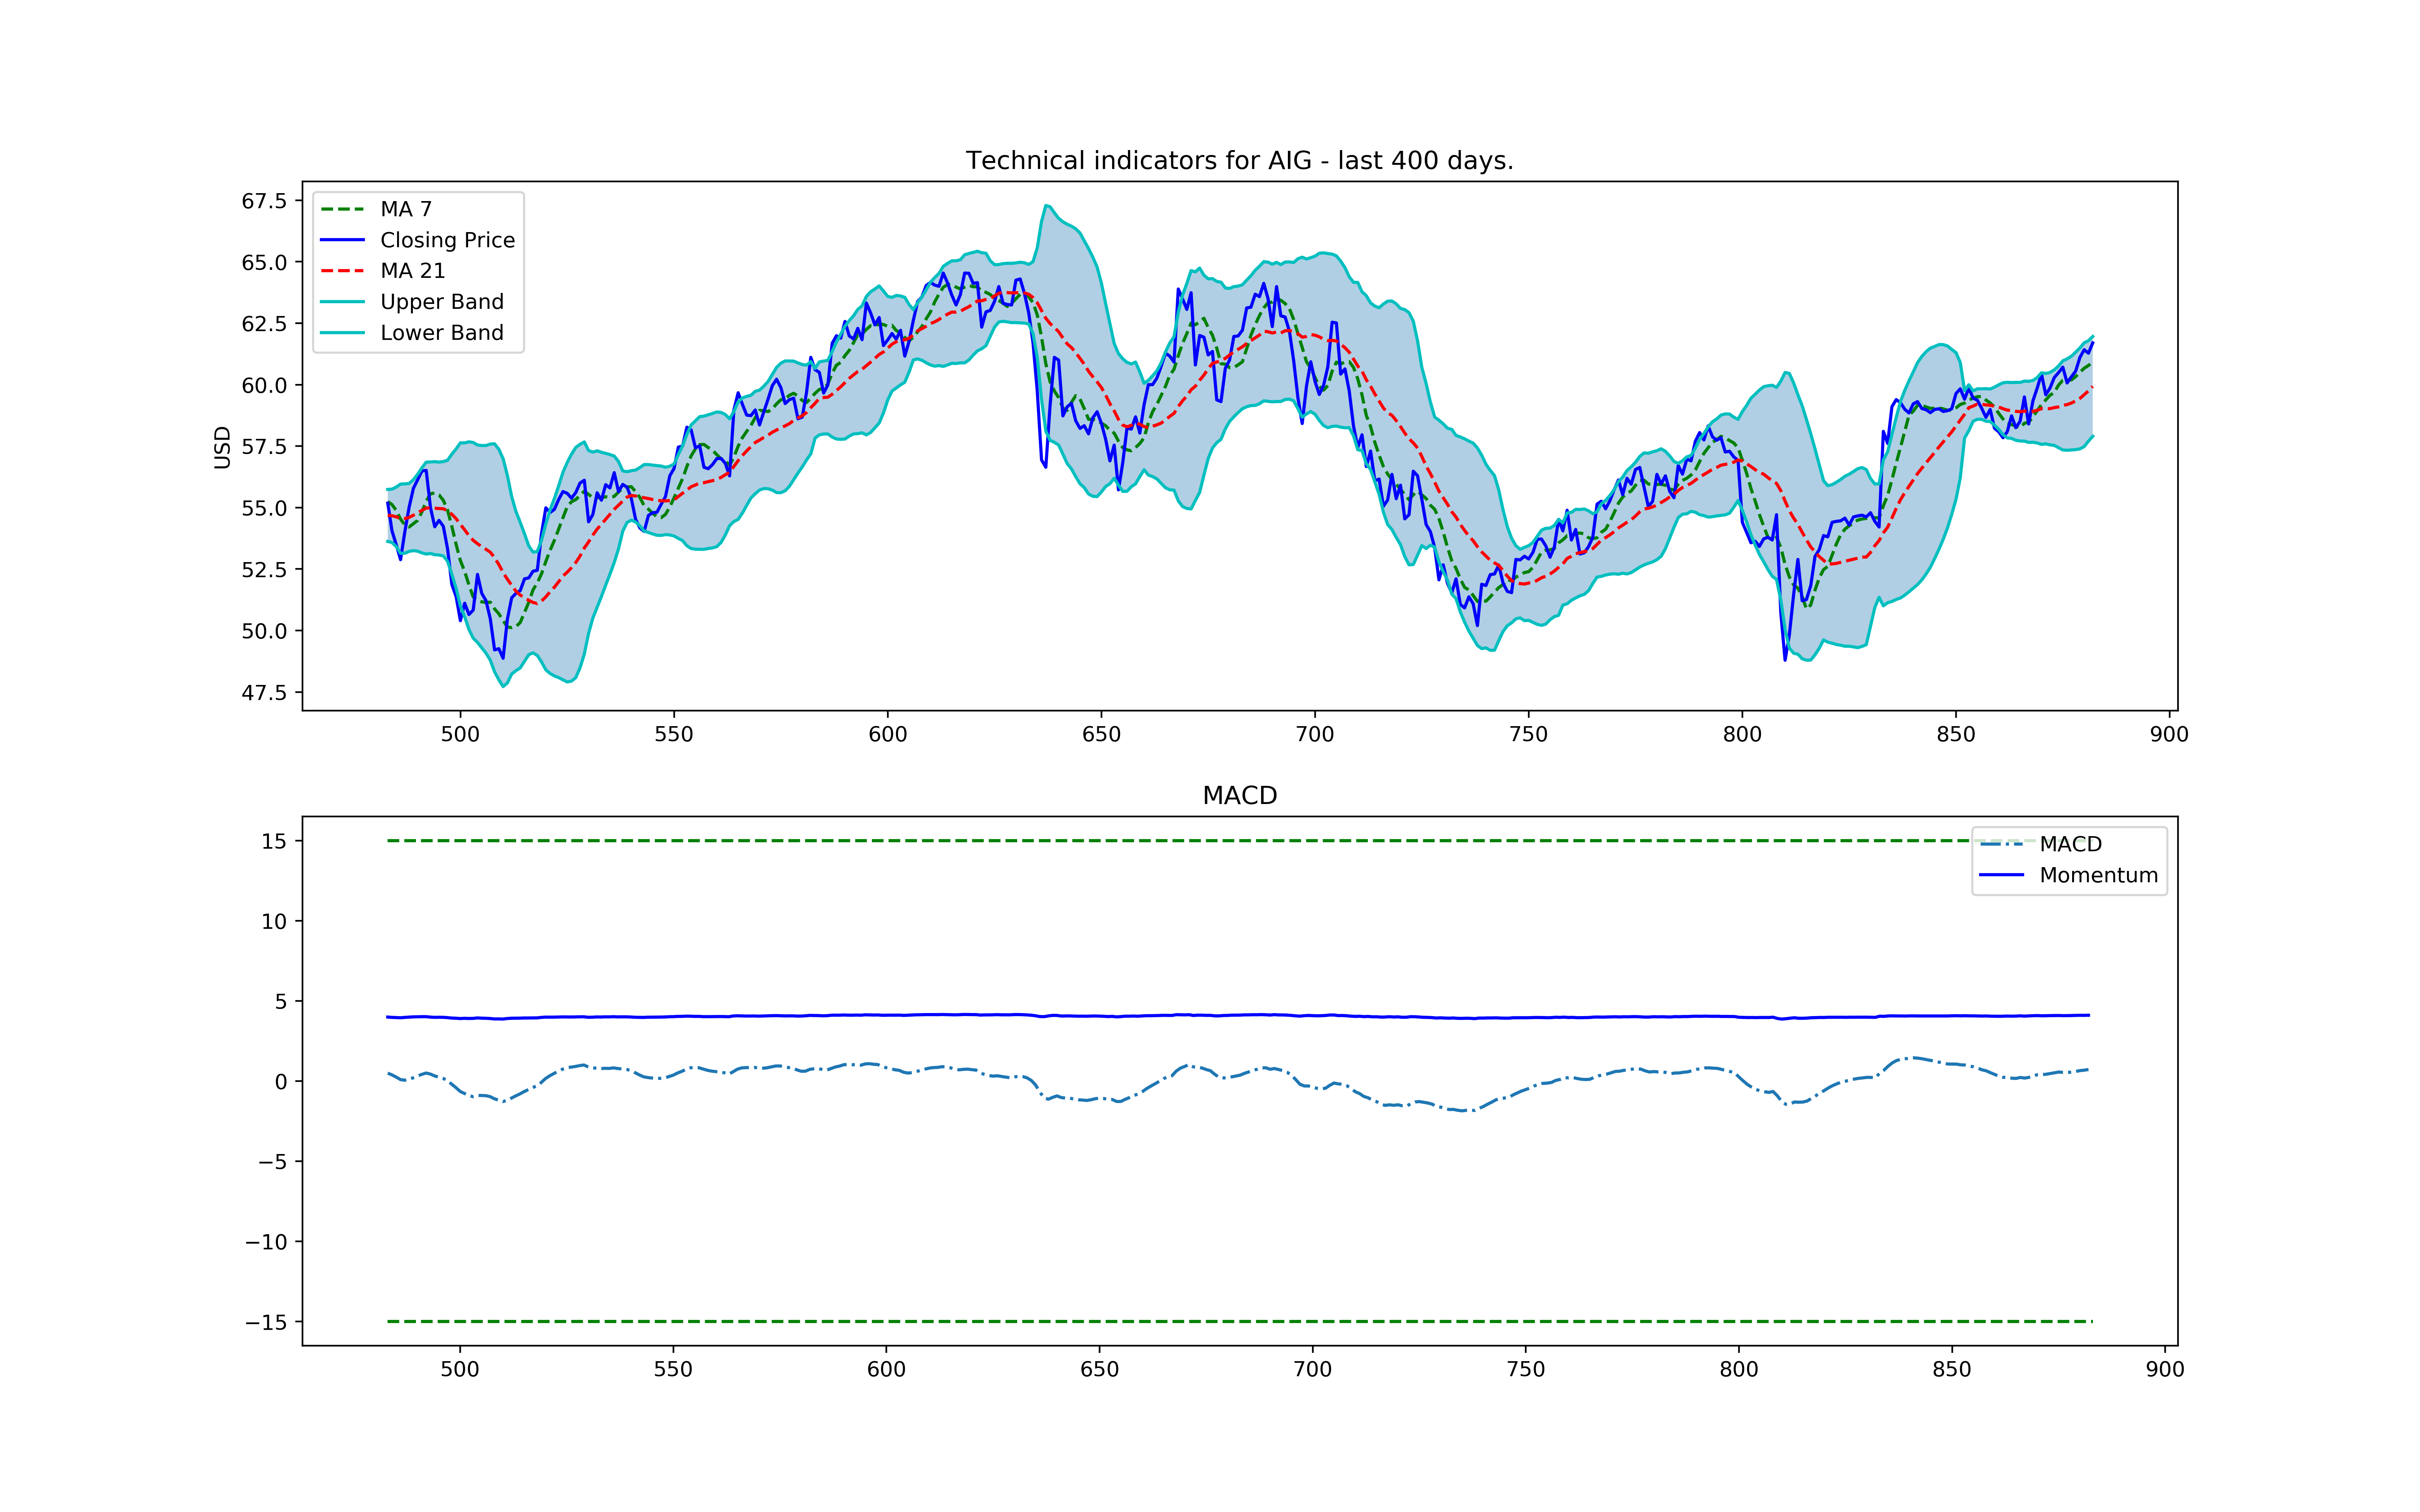 Technical indicators for AIG - last 400 days.
USD
67.5
65.0
62.5
60.0
57.5
55.0
52.5
50.0
47.5
MA 7
Closing Price
MA 21
Upper Band
Lower Band
500 550 600 650 700 750 800 850 900
MACD
15
10
5
0
−5
−10
−15
MACD
Momentum
500 550 600 650 700 750 800 850 900